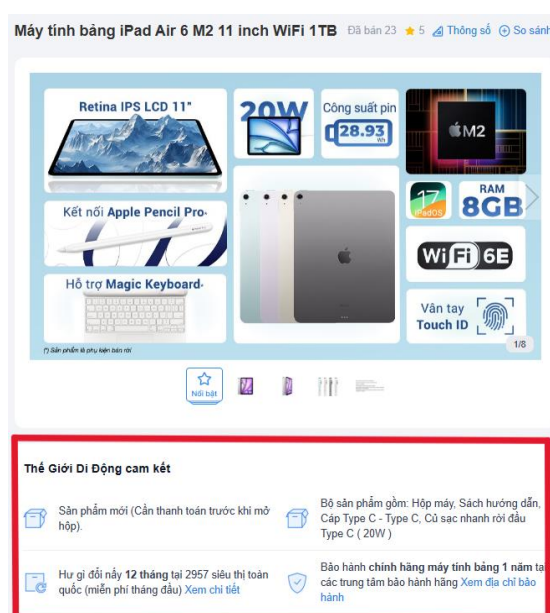 Máy tính bảng iPad Air 6 M2 11 inch WiFi 1TB Đã bán 23 5 Thông số So sánh
Retina IPS LCD 11"
20W
Công suất pin
28.93
Wh
M2
Kết nối Apple Pencil Pro*
17
iPadOS
RAM
8GB
WiFi 6E
Hỗ trợ Magic Keyboard*
Vân tay
Touch ID
(*) Sản phẩm là phụ kiện bán rời
1/8
Nổi bật
Thế Giới Di Động cam kết
Sản phẩm mới (Cần thanh toán trước khi mở
hộp).
Bộ sản phẩm gồm: Hộp máy, Sách hướng dẫn,
Cáp Type C - Type C, Củ sạc nhanh rời đầu
Type C ( 20W )
Hư gì đổi nấy 12 tháng tại 2957 siêu thị toàn
quốc (miễn phí tháng đầu) Xem chi tiết
Bảo hành chính hãng máy tính bảng 1 năm tại
các trung tâm bảo hành hãng Xem địa chỉ bảo
hành